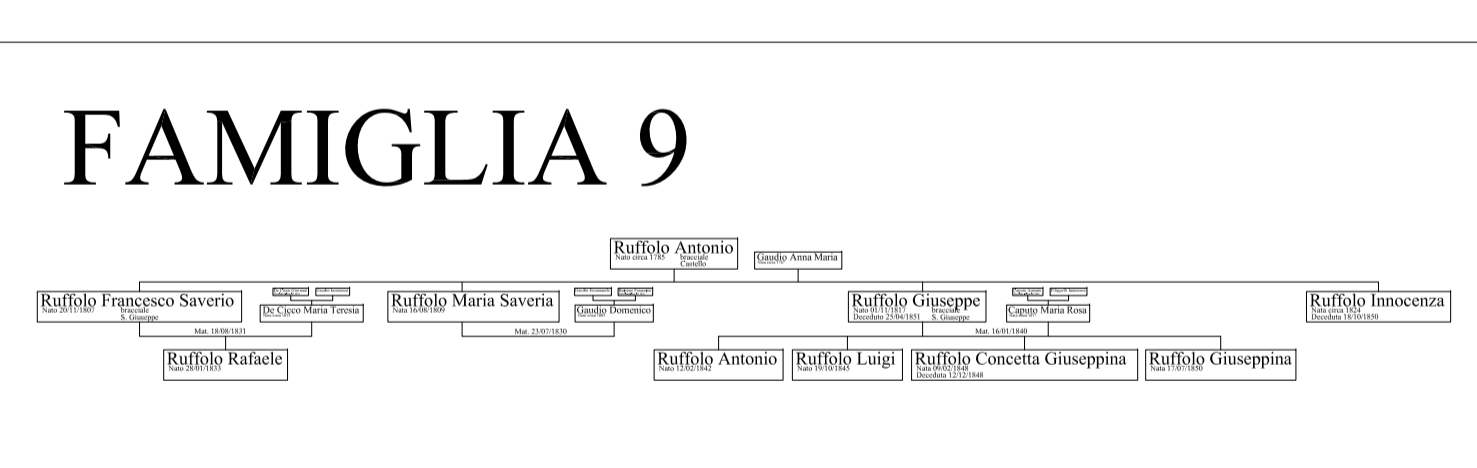 FAMIGLIA 9
Ruffolo Antonio
Nato circa 1785 bracciale
Castello
Gaudio Anna Maria
Ruffolo Francesco Saverio
Nato 20/11/1807 bracciale
S. Giuseppe
De Cicco Maria Teresia
Ruffolo Maria Saveria
Nata 16/08/1809
Gaudio Domenico
Ruffolo Giuseppe
Nato 01/11/1817 bracciale
Deceduto 25/04/1851 S. Giuseppe
Caputo Maria Rosa
Ruffolo Innocenza
Nata circa 1824
Deceduta 18/10/1850
Mat. 18/08/1831
Mat. 23/07/1830
Mat. 16/01/1840
Ruffolo Rafaele
Nato 28/01/1833
Ruffolo Antonio
Nato 12/02/1842
Ruffolo Luigi
Nato 19/10/1845
Ruffolo Concetta Giuseppina
Nata 09/02/1848
Deceduta 12/12/1848
Ruffolo Giuseppina
Nata 17/07/1850